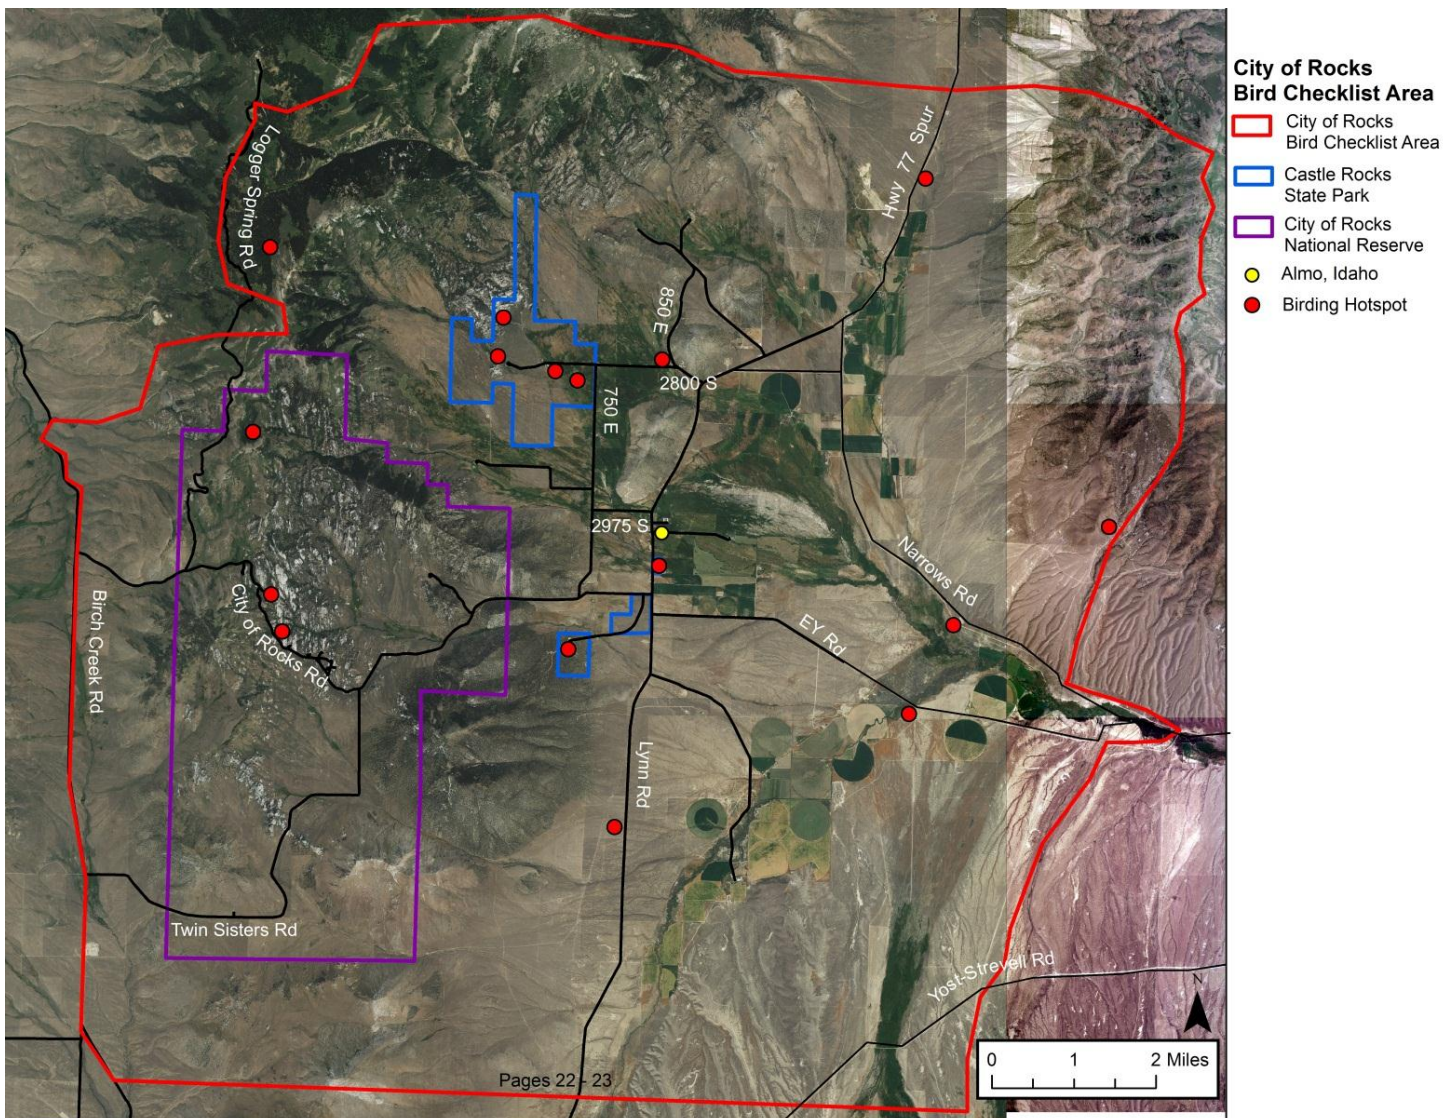 City of Rocks
Bird Checklist Area
City of Rocks
Bird Checklist Area
Castle Rocks
State Park
City of Rocks
National Reserve
Almo, Idaho
Birding Hotspot
Hwy 77 Spur
Logger Spring Rd
850 E
2800 S
750 E
2975 S
Narrows Rd
City of Rocks Rd.
Birch Creek Rd
EY Rd
Lynn Rd
Twin Sisters Rd
Yost-Strevell Rd
N
0 1 2 Miles
Pages 22 - 23